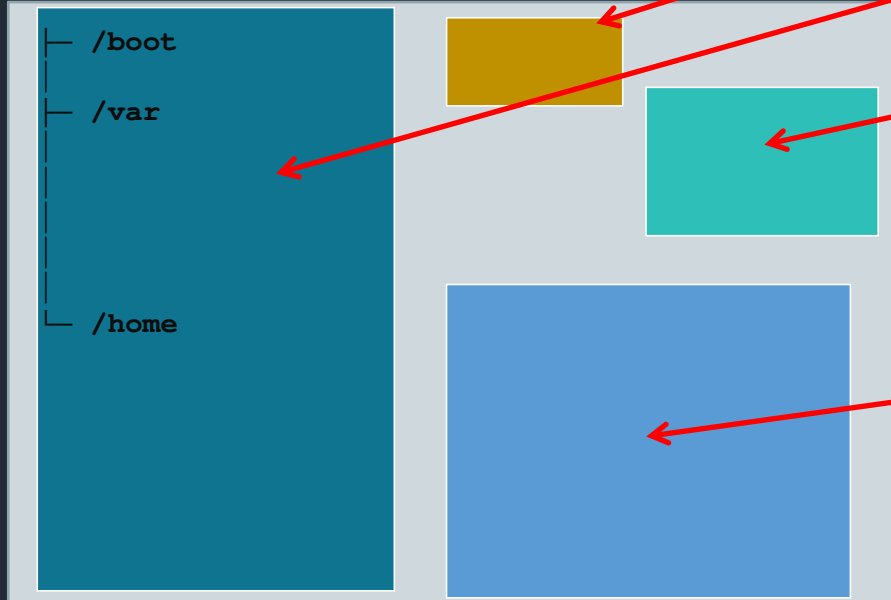 ├─ /boot
│
├─ /var
│
│
│
│
│
└─ /home